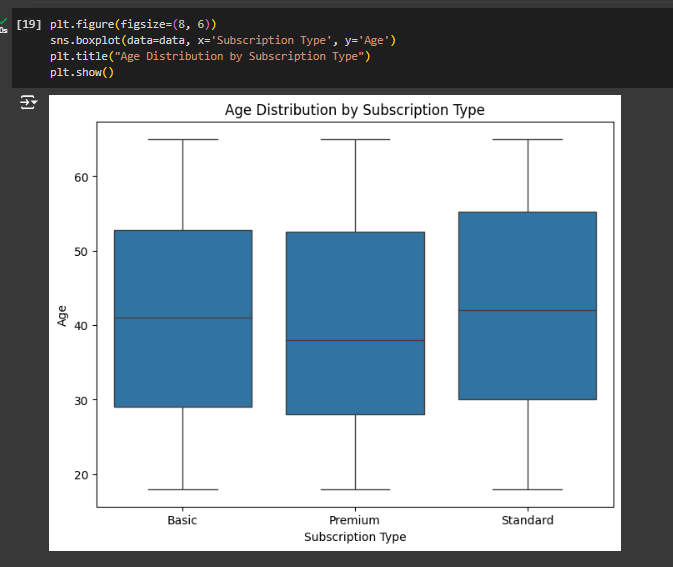 [19] plt.figure(figsize=(8, 6))
sns.boxplot(data=data, x='Subscription Type', y='Age')
plt.title("Age Distribution by Subscription Type")
plt.show()
0s
Age Distribution by Subscription Type
60
50
40
30
20
Age
Basic Premium Standard
Subscription Type